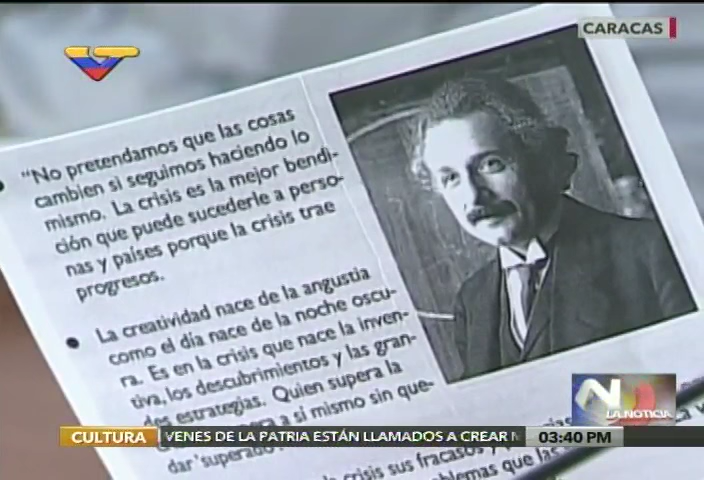 CARACAS
"No pretendamos que las cosas
cambien si seguimos haciendo lo
mismo. La crisis es la mejor bendi-
ción que puede sucederle a perso-
nas y países porque la crisis trae
progresos.
La creatividad nace de la angustia
como el día nace de la noche oscu-
ra. Es en la crisis que nace la inven-
tiva, los descubrimientos y las gran-
des estrategias. Quien supera la
a sí mismo sin que-
dar 'superado
la crisis sus fracasos y
que las
N
LA NOTICIA
CULTURA
VENES DE LA PATRIA ESTÁN LLAMADOS A CREAR N
03:40 PM